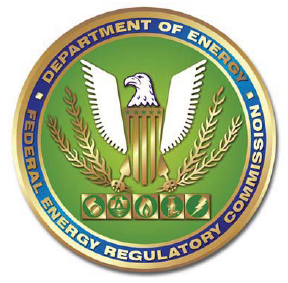 DEPARTMENT OF ENERGY
FEDERAL ENERGY REGULATORY COMMISSION